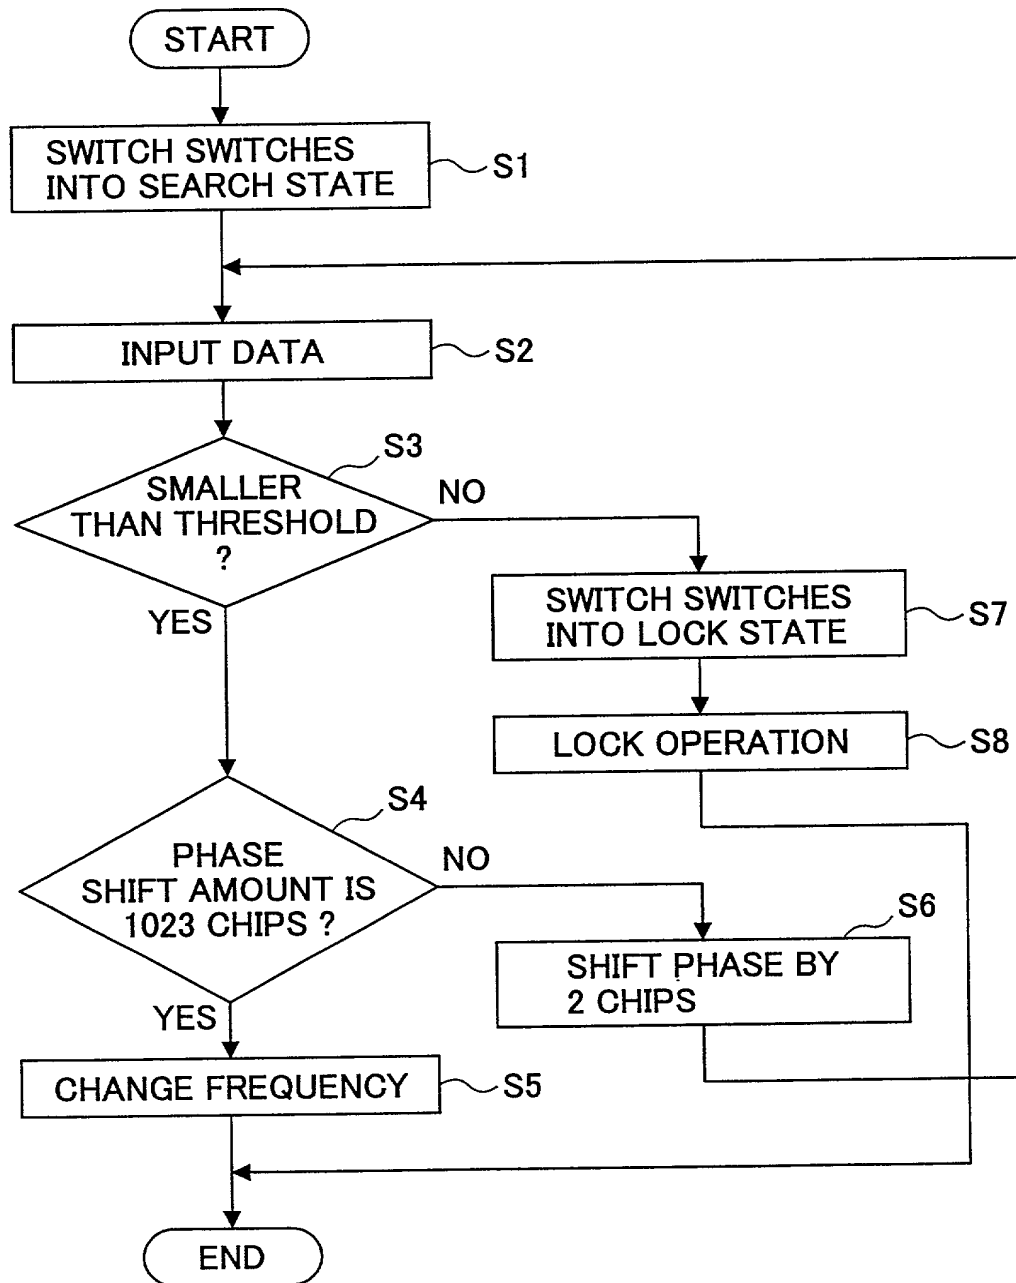 START
SWITCH SWITCHES
INTO SEARCH STATE
S1
INPUT DATA
S2
S3
SMALLER
THAN THRESHOLD
?
NO
YES
SWITCH SWITCHES
INTO LOCK STATE
S7
LOCK OPERATION
S8
S4
PHASE
SHIFT AMOUNT IS
1023 CHIPS ?
NO
YES
S6
SHIFT PHASE BY
2 CHIPS
CHANGE FREQUENCY
S5
END